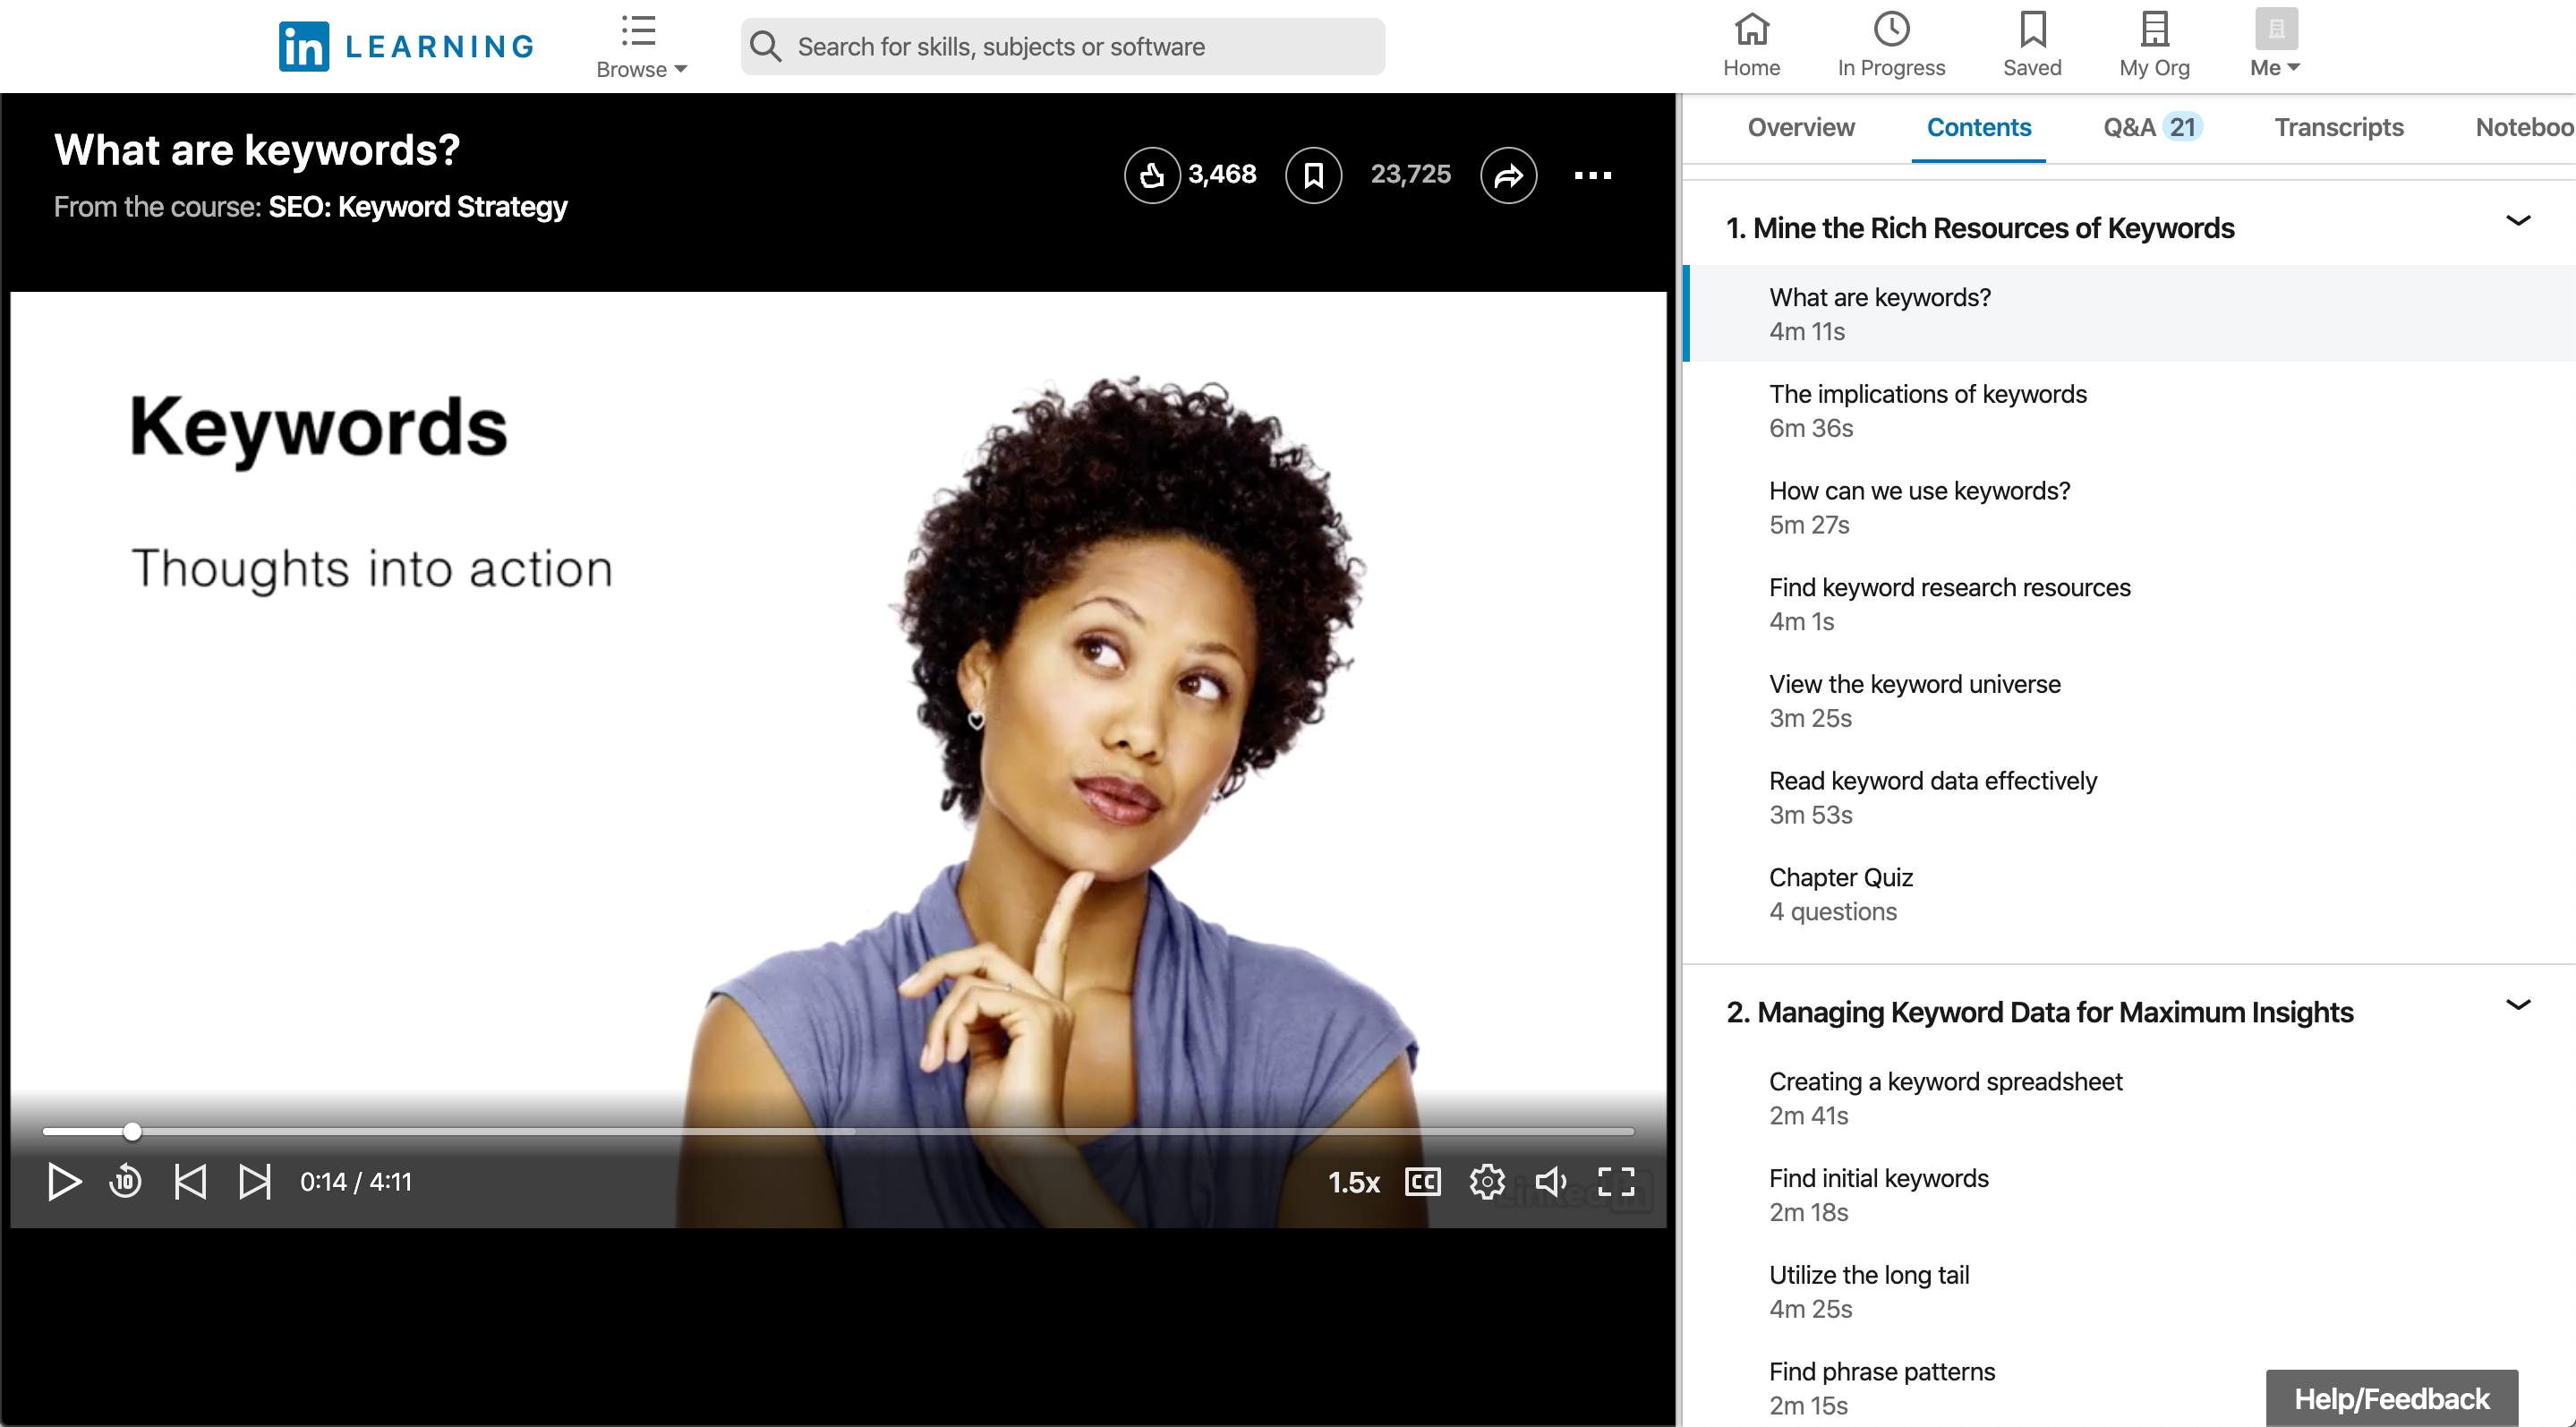 in LEARNING
Browse
Search for skills, subjects or software
Home
In Progress
Saved
My Org
Me
What are keywords?
From the course: SEO: Keyword Strategy
3,468
23,725
Keywords
Thoughts into action
10
0:14 / 4:11
1.5x
CC
Overview
Contents
Q&A 21
Transcripts
Noteboo
1. Mine the Rich Resources of Keywords
What are keywords?
4m 11s
The implications of keywords
6m 36s
How can we use keywords?
5m 27s
Find keyword research resources
4m 1s
View the keyword universe
3m 25s
Read keyword data effectively
3m 53s
Chapter Quiz
4 questions
2. Managing Keyword Data for Maximum Insights
Creating a keyword spreadsheet
2m 41s
Find initial keywords
2m 18s
Utilize the long tail
4m 25s
Find phrase patterns
2m 15s
Help/Feedback